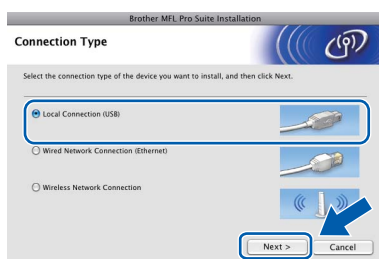 Brother MFL Pro Suite Installation
Connection Type
Select the connection type of the device you want to install, and then click Next.
Local Connection (USB)
Wired Network Connection (Ethernet)
Wireless Network Connection
Next >
Cancel